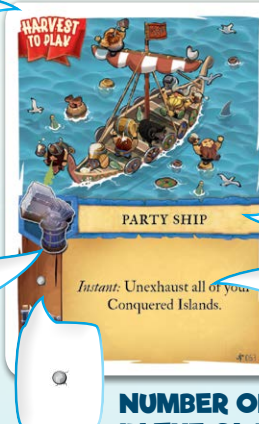 HARVEST
TO PLAY
PARTY SHIP
Instant: Unexhaust all of your
Conquered Islands.
NUMBER OF